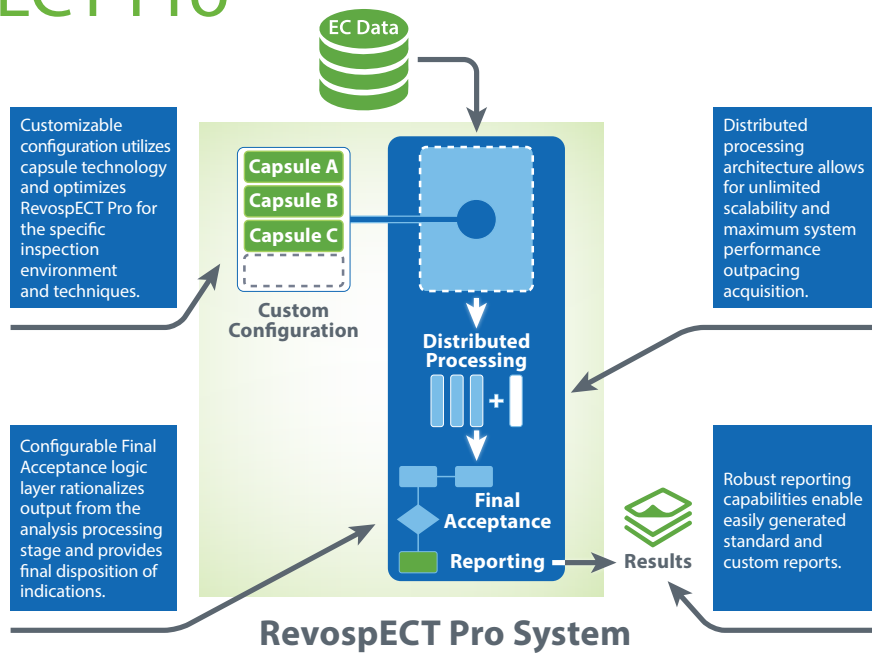 EC Data
Customizable
configuration utilizes
capsule technology
and optimizes
RevospECT Pro for
the specific
inspection
environment
and techniques.
Capsule A
Capsule B
Capsule C
Custom
Configuration
Distributed
processing
architecture allows
for unlimited
scalability and
maximum system
performance
outpacing
acquisition.
Distributed
Processing
+
Configurable Final
Acceptance logic
layer rationalizes
output from the
analysis processing
stage and provides
final disposition of
indications.
Final
Acceptance
Reporting
Results
Robust reporting
capabilities enable
easily generated
standard and
custom reports.
RevospECT Pro System